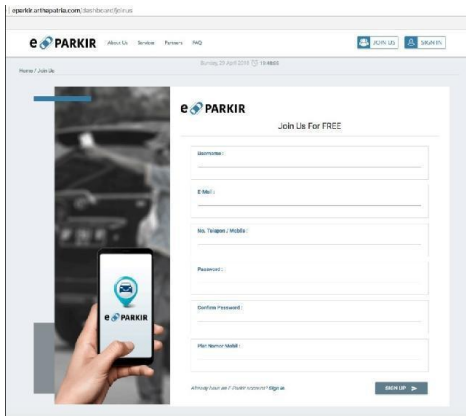 eparkir.arthapatria.com/dashboard/joinus
e PARKIR
About Us Services Partners FAQ
JOIN US
SIGN IN
Home / Join Us
e PARKIR
Join Us For FREE
Username :
E-Mail :
No. Telepon / Mobile :
Password :
Confirm Password :
Plat Nomor Mobil :
e PARKIR
Already have an E-Parkir account? Sign in
SIGN UP